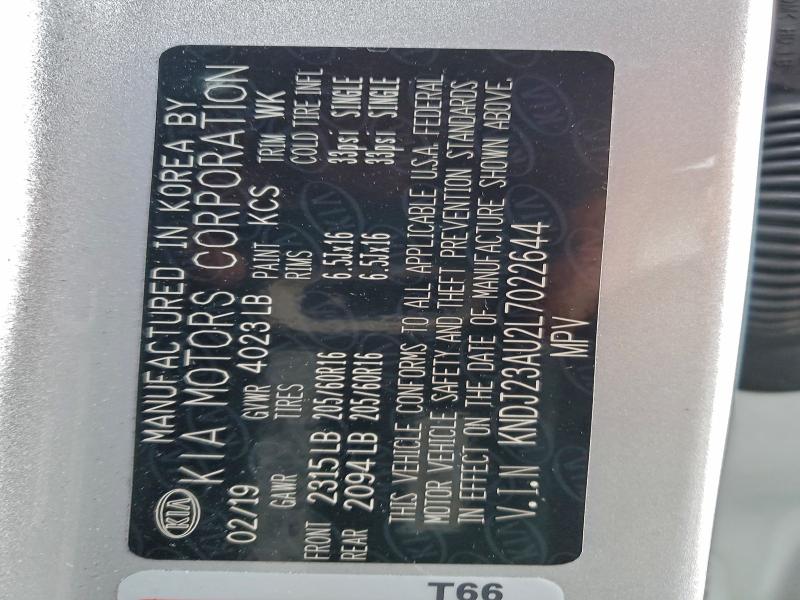 MANUFACTURED IN KOREA BY
KIA KIA MOTORS CORPORATION
02/19 GVWR 4023LB PAINT KCS TRIM WK
GAWR TIRES RIMS COLD TIRE INFL
FRONT 2315LB 205/60R16 6.5Jx16 33psi SINGLE
REAR 2094LB 205/60R16 6.5Jx16 33psi SINGLE
THIS VEHICLE CONFORMS TO ALL APPLICABLE U.S.A FEDERAL
MOTOR VEHICLE SAFETY AND THEFT PREVENTION STANDARDS
IN EFFECT ON THE DATE OF MANUFACTURE SHOWN ABOVE.
V.I.N KNDJ23AU2L7022644
MPV
T66